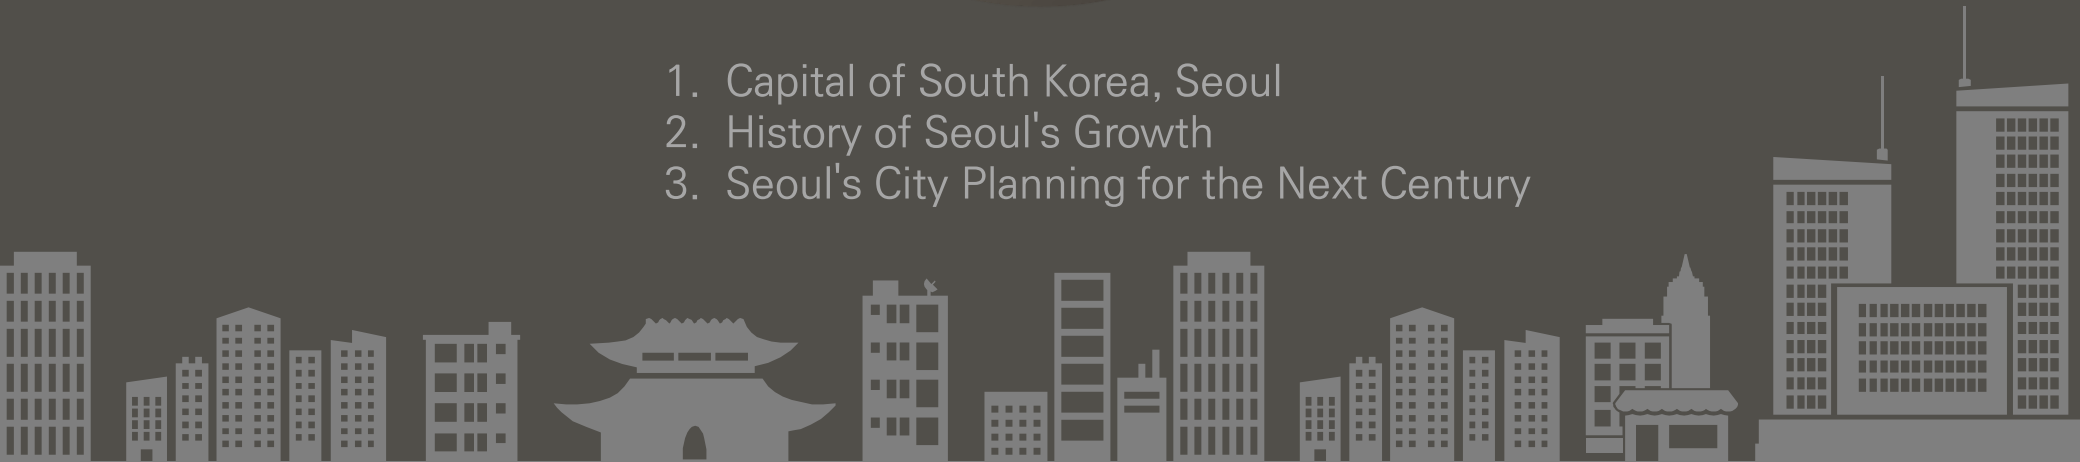 1. Capital of South Korea, Seoul
2. History of Seoul's Growth
3. Seoul's City Planning for the Next Century